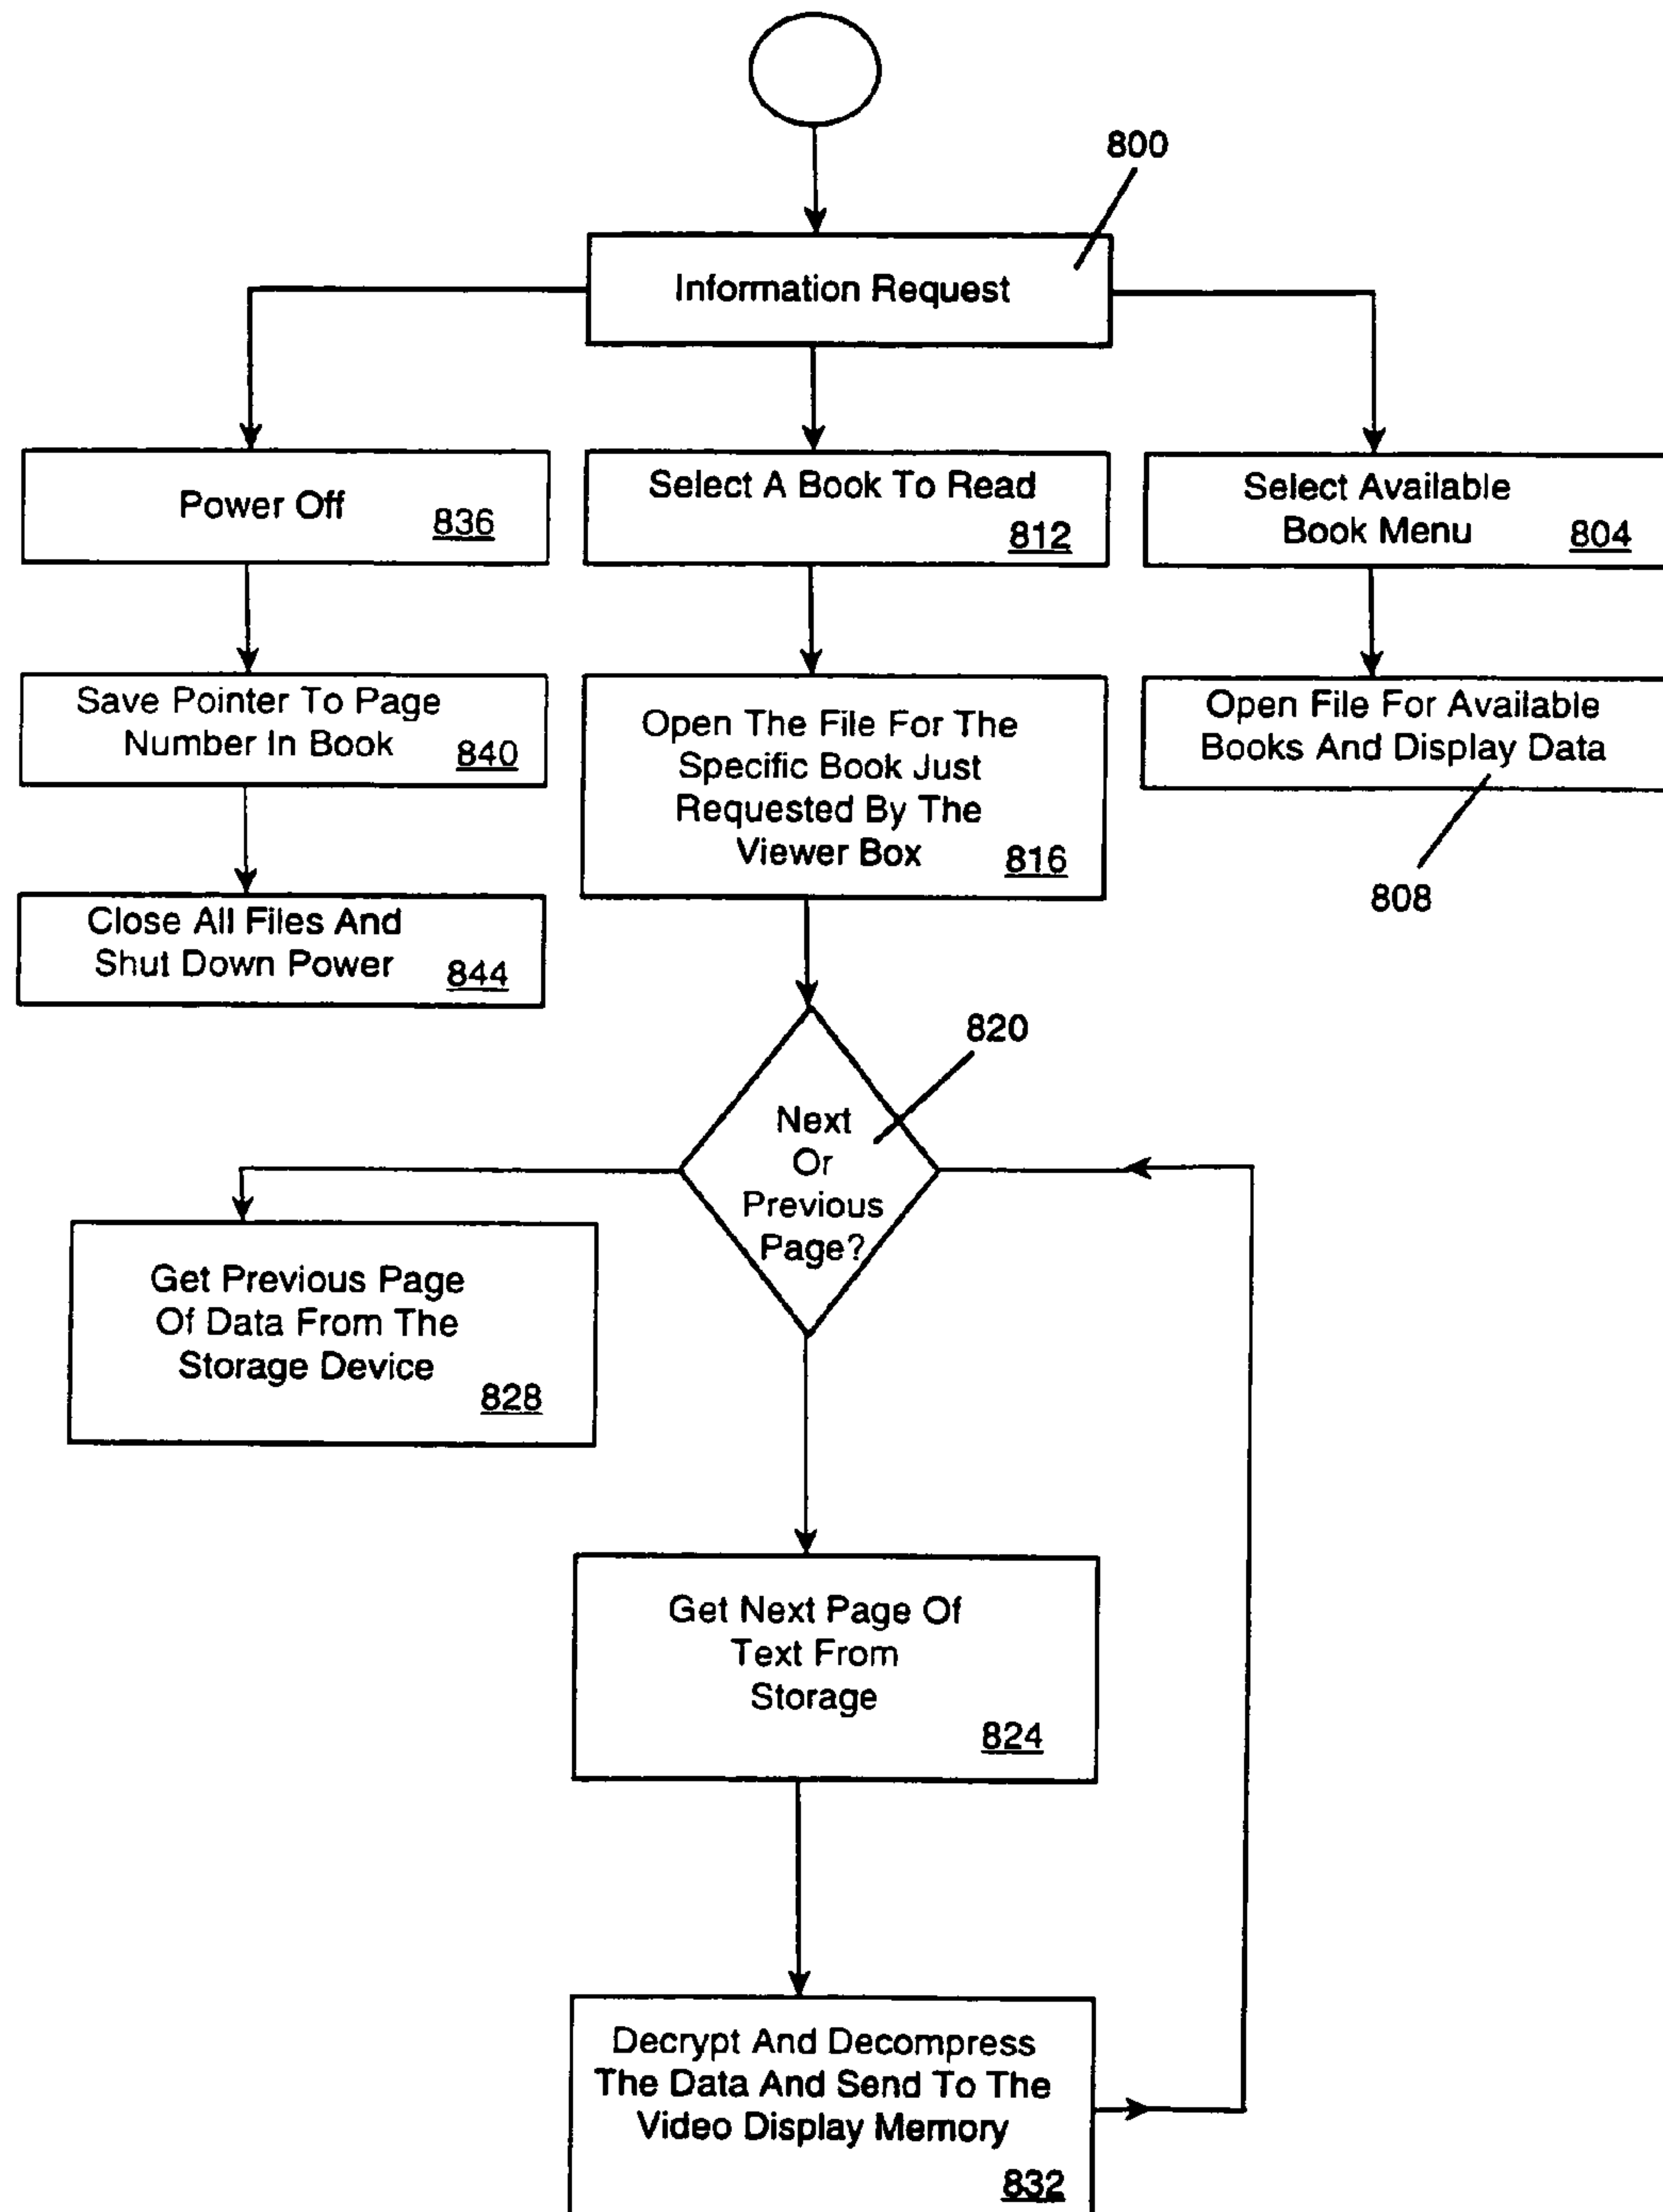 800
Information Request
Power Off
836
Select A Book To Read
812
Select Available
Book Menu
804
Save Pointer To Page
Number In Book
840
Open The File For The
Specific Book Just
Requested By The
Viewer Box
816
Open File For Available
Books And Display Data
808
Close All Files And
Shut Down Power
844
820
Next
Or
Previous
Page?
Get Previous Page
Of Data From The
Storage Device
828
Get Next Page Of
Text From
Storage
824
Decrypt And Decompress
The Data And Send To The
Video Display Memory
832